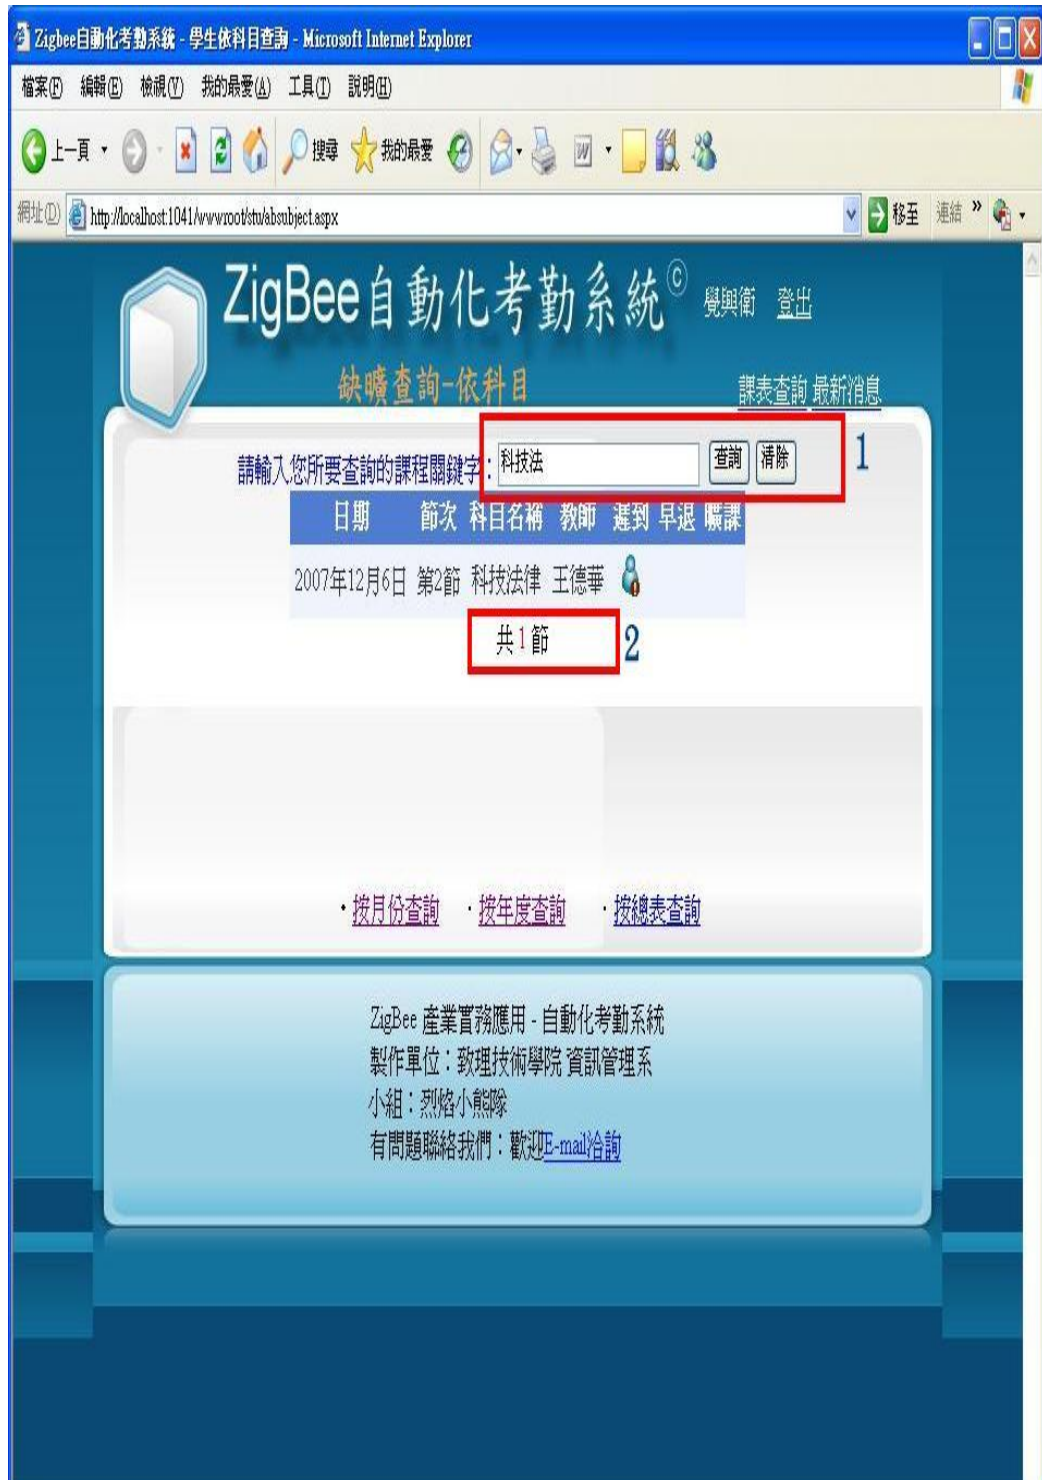 Zigbee自動化考勤系統 - 學生依科目查詢 - Microsoft Internet Explorer
檔案(F) 編輯(E) 檢視(V) 我的最愛(A) 工具(T) 說明(H)
上一頁 搜尋 我的最愛
網址(D) http://localhost:1041/wwwroot/stu/absubject.aspx 移至 連結 »
ZigBee自動化考勤系統© 覺興衛 登出
缺曠查詢-依科目 課表查詢 最新消息
請輸入您所要查詢的課程關鍵字：科技法 查詢 清除 1
日期 節次 科目名稱 教師 遲到 早退 曠課
2007年12月6日 第2節 科技法律 王德華
共1節 2
·按月份查詢 ·按年度查詢 ·按總表查詢
ZigBee 產業實務應用 - 自動化考勤系統
製作單位：致理技術學院 資訊管理系
小組：烈焰小熊隊
有問題聯絡我們：歡迎E-mail洽詢